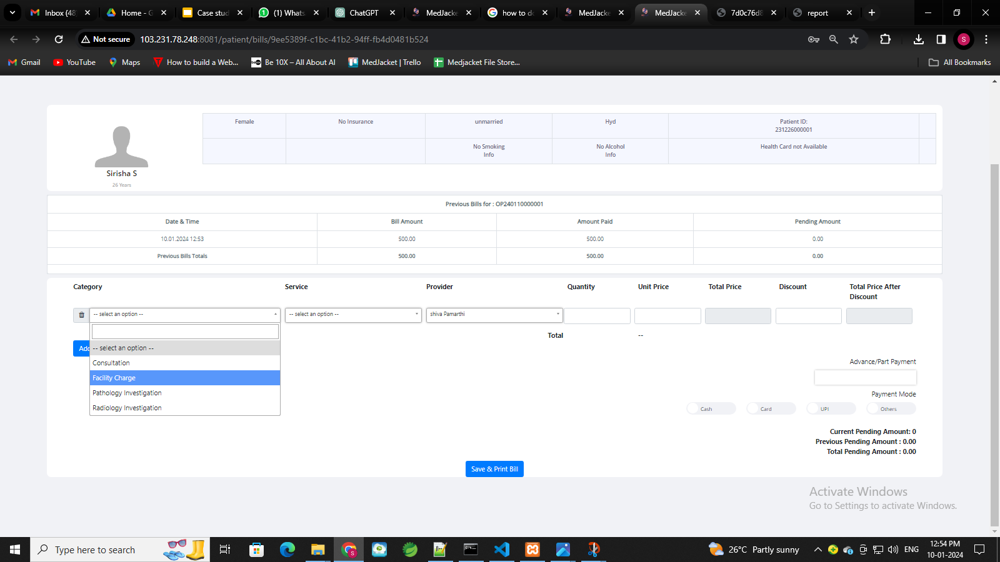 Inbox (48
Home - G
Case stud
(1) Whats
ChatGPT
MedJacke
how to do
MedJacke
MedJacke
7d0c76d8
report
Not secure
103.231.78.248:8081/patient/bills/9ee5389f-c1bc-41b2-94ff-fb4d0481b524
S
Gmail
YouTube
Maps
How to build a Web...
Be 10X – All About AI
MedJacket | Trello
Medjacket File Store...
All Bookmarks
Female
No Insurance
unmarried
Hyd
Patient ID:
231226000001
No Smoking
Info
No Alcohol
Info
Health Card not Available
Sirisha S
26 Years
Previous Bills for : OP240110000001
Date & Time
Bill Amount
Amount Paid
Pending Amount
10.01.2024 12:53
500.00
500.00
0.00
Previous Bills Totals
500.00
500.00
0.00
Category
Service
Provider
Quantity
Unit Price
Total Price
Discount
Total Price After
Discount
-- select an option --
-- select an option --
shiva Pamarthi
Total
--
Add
-- select an option --
Consultation
Facility Charge
Pathology Investigation
Radiology Investigation
Advance/Part Payment
Payment Mode
Cash
Card
UPI
Others
Current Pending Amount: 0
Previous Pending Amount : 0.00
Total Pending Amount : 0.00
Save & Print Bill
Activate Windows
Go to Settings to activate Windows.
Type here to search
26°C Partly sunny
ENG
12:54 PM
10-01-2024